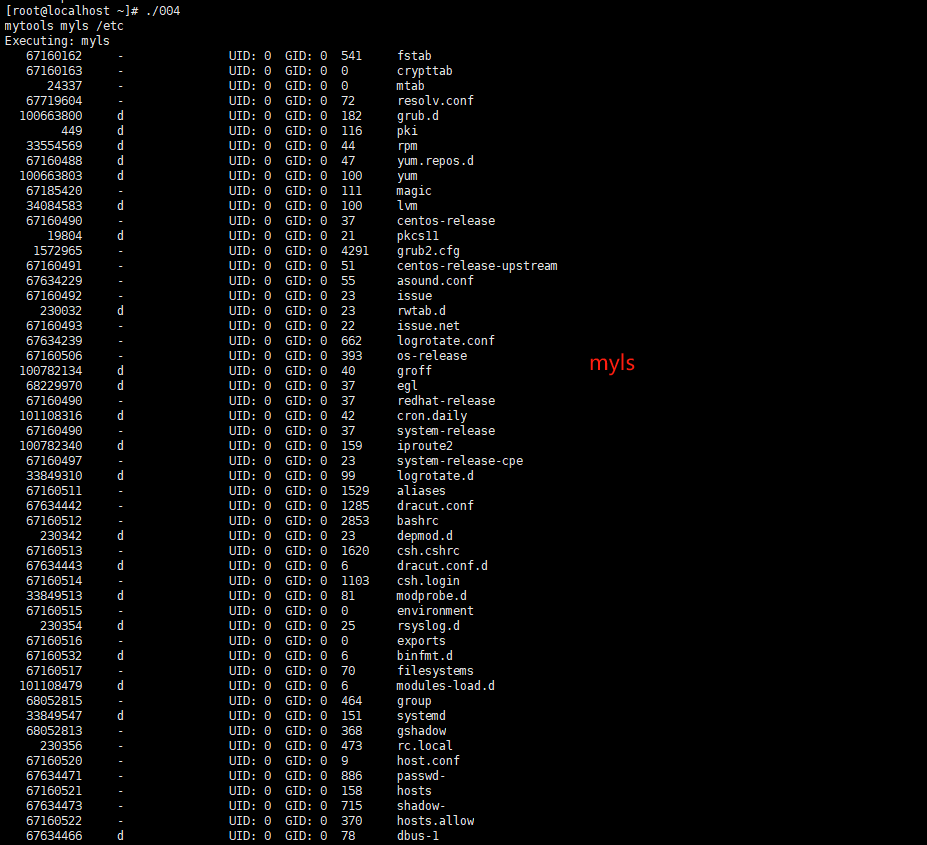 [root@localhost ~]# ./004
mytools myls /etc
Executing: myls
67160162 - UID: 0 GID: 0 541 fstab
67160163 - UID: 0 GID: 0 0 crypttab
24337 - UID: 0 GID: 0 0 mtab
67719604 - UID: 0 GID: 0 72 resolv.conf
100663800 d UID: 0 GID: 0 182 grub.d
449 d UID: 0 GID: 0 116 pki
33554569 d UID: 0 GID: 0 44 rpm
67160488 d UID: 0 GID: 0 47 yum.repos.d
100663803 d UID: 0 GID: 0 100 yum
67185420 - UID: 0 GID: 0 111 magic
34084583 d UID: 0 GID: 0 100 lvm
67160490 - UID: 0 GID: 0 37 centos-release
19804 d UID: 0 GID: 0 21 pkcs11
1572965 - UID: 0 GID: 0 4291 grub2.cfg
67160491 - UID: 0 GID: 0 51 centos-release-upstream
67634229 - UID: 0 GID: 0 55 asound.conf
67160492 - UID: 0 GID: 0 23 issue
230032 d UID: 0 GID: 0 23 rwtab.d
67160493 - UID: 0 GID: 0 22 issue.net
67634239 - UID: 0 GID: 0 662 logrotate.conf
67160506 - UID: 0 GID: 0 393 os-release
100782134 d UID: 0 GID: 0 40 groff
myls
68229970 d UID: 0 GID: 0 37 egl
67160490 - UID: 0 GID: 0 37 redhat-release
101108316 d UID: 0 GID: 0 42 cron.daily
67160490 - UID: 0 GID: 0 37 system-release
100782340 d UID: 0 GID: 0 159 iproute2
67160497 - UID: 0 GID: 0 23 system-release-cpe
33849310 d UID: 0 GID: 0 99 logrotate.d
67160511 - UID: 0 GID: 0 1529 aliases
67634442 - UID: 0 GID: 0 1285 dracut.conf
67160512 - UID: 0 GID: 0 2853 bashrc
230342 d UID: 0 GID: 0 23 depmod.d
67160513 - UID: 0 GID: 0 1620 csh.cshrc
67634443 d UID: 0 GID: 0 6 dracut.conf.d
67160514 - UID: 0 GID: 0 1103 csh.login
33849513 d UID: 0 GID: 0 81 modprobe.d
67160515 - UID: 0 GID: 0 0 environment
230354 d UID: 0 GID: 0 25 rsyslog.d
67160516 - UID: 0 GID: 0 0 exports
67160532 d UID: 0 GID: 0 6 binfmt.d
67160517 - UID: 0 GID: 0 70 filesystems
101108479 d UID: 0 GID: 0 6 modules-load.d
68052815 - UID: 0 GID: 0 464 group
33849547 d UID: 0 GID: 0 151 systemd
68052813 - UID: 0 GID: 0 368 gshadow
230356 - UID: 0 GID: 0 473 rc.local
67160520 - UID: 0 GID: 0 9 host.conf
67634471 - UID: 0 GID: 0 886 passwd-
67160521 - UID: 0 GID: 0 158 hosts
67634473 - UID: 0 GID: 0 715 shadow-
67160522 - UID: 0 GID: 0 370 hosts.allow
67634466 d UID: 0 GID: 0 78 dbus-1